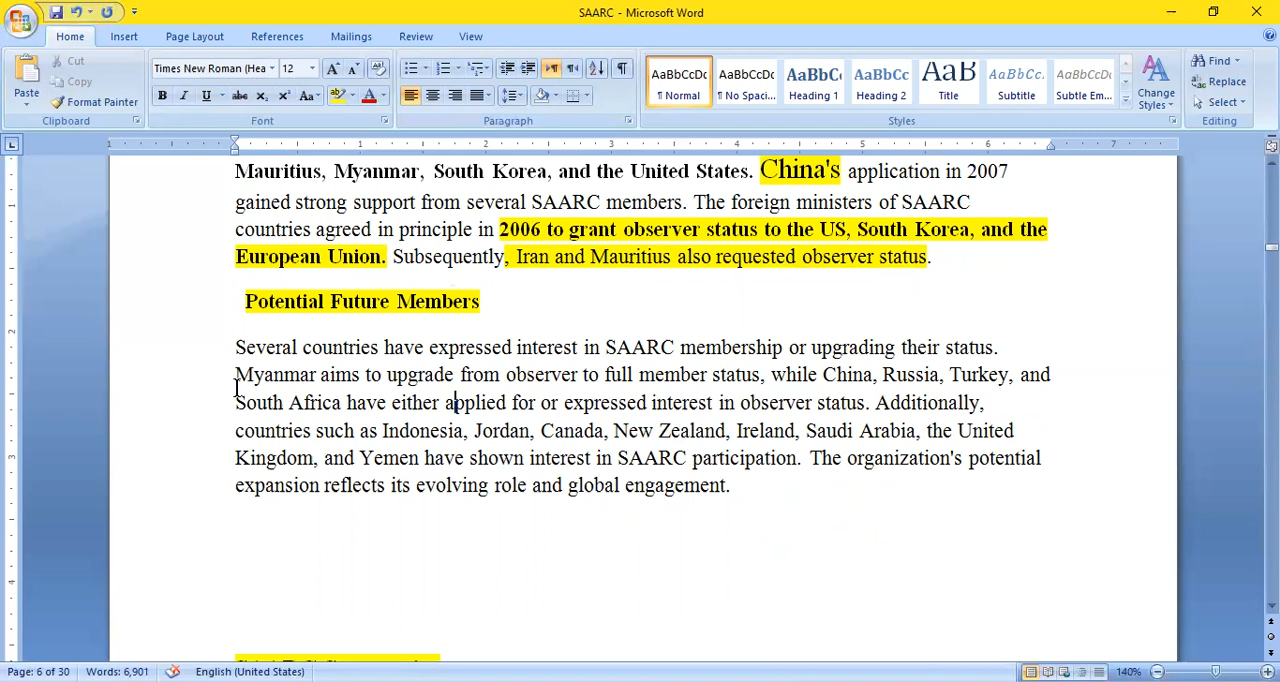 SAARC - Microsoft Word
Home Insert Page Layout References Mailings Review View
Paste
Cut
Copy
Format Painter
Clipboard
Times New Roman (Hea 12
Font
Paragraph
AaBbCcDc AaBbCcDc AaBbC AaBbCc AaB AaBbCcL AaBbCcDc
¶ Normal ¶ No Spaci... Heading 1 Heading 2 Title Subtitle Subtle Em...
Change Styles
Styles
Find
Replace
Select
Editing
1 1 2 3 4 5 6 7
Mauritius, Myanmar, South Korea, and the United States. China's application in 2007
gained strong support from several SAARC members. The foreign ministers of SAARC
countries agreed in principle in 2006 to grant observer status to the US, South Korea, and the
European Union. Subsequently, Iran and Mauritius also requested observer status.
Potential Future Members
Several countries have expressed interest in SAARC membership or upgrading their status.
Myanmar aims to upgrade from observer to full member status, while China, Russia, Turkey, and
South Africa have either applied for or expressed interest in observer status. Additionally,
countries such as Indonesia, Jordan, Canada, New Zealand, Ireland, Saudi Arabia, the United
Kingdom, and Yemen have shown interest in SAARC participation. The organization's potential
expansion reflects its evolving role and global engagement.
Page: 6 of 30 Words: 6,901 English (United States) 140%